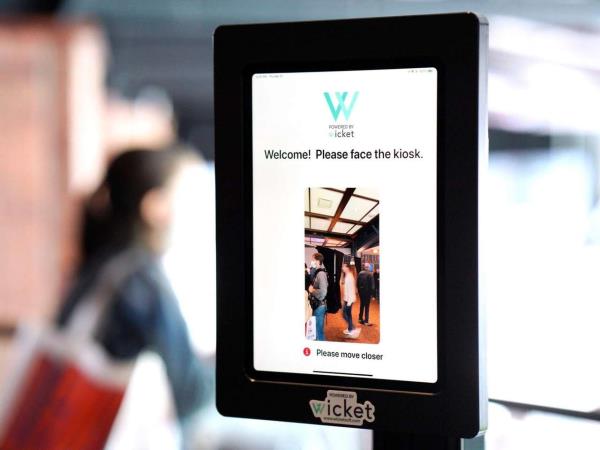 POWERED BY
wicket
Welcome! Please face the kiosk.
Please move closer
POWERED BY
wicket